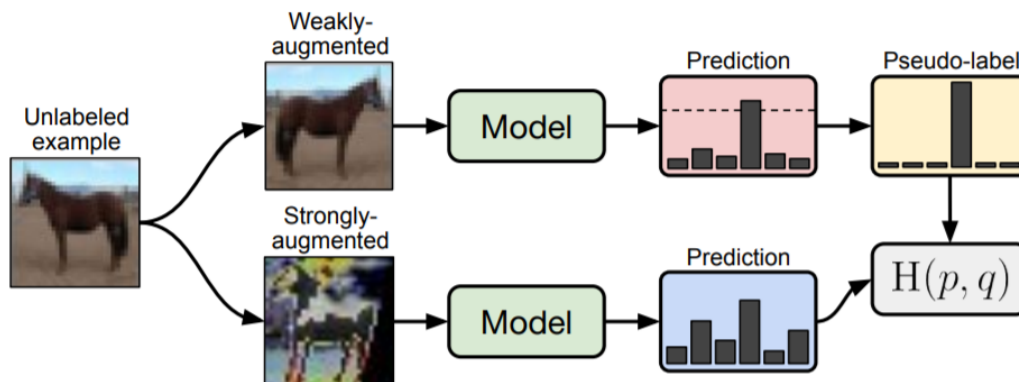 Weakly-
augmented
Prediction
Pseudo-label
Unlabeled
example
Model
Strongly-
augmented
Prediction
Model
H(p, q)